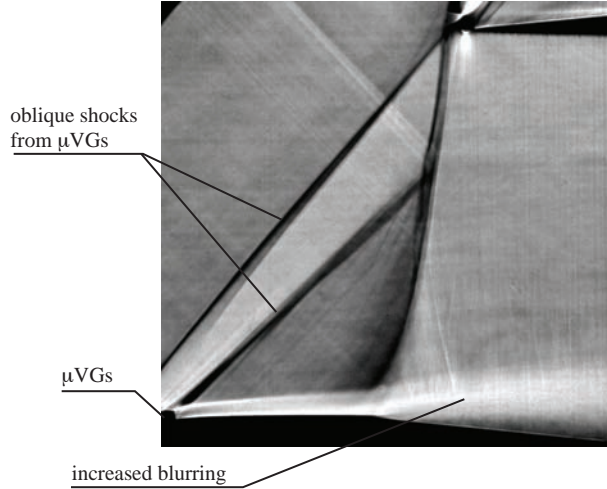 oblique shocks
from μVGs
μVGs
increased blurring